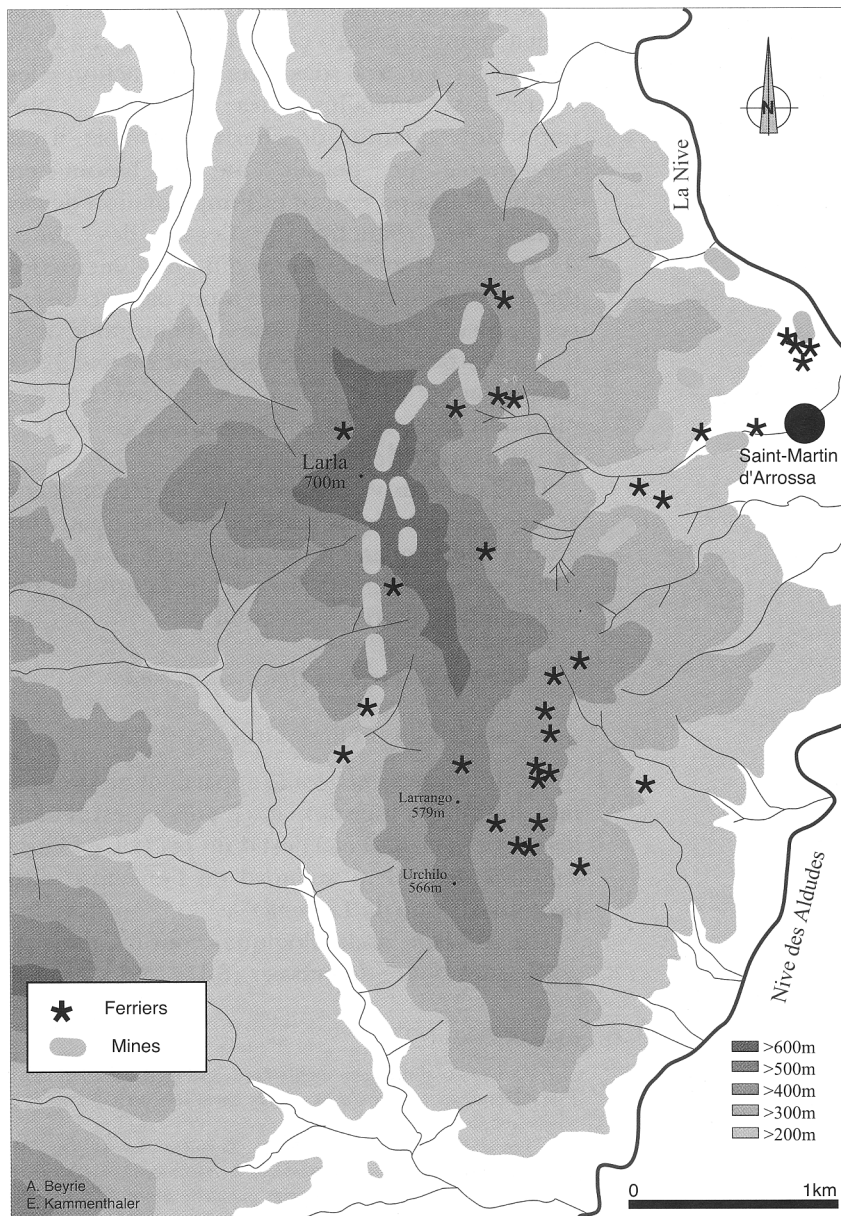 N
La Nive
Larla
700m
Saint-Martin
d'Arrossa
Larrango
579m
Urchilo
566m
Nive des Aldudes
Ferriers
Mines
>600m
>500m
>400m
>300m
>200m
A. Beyrie
E. Kammenthaler
0 1km